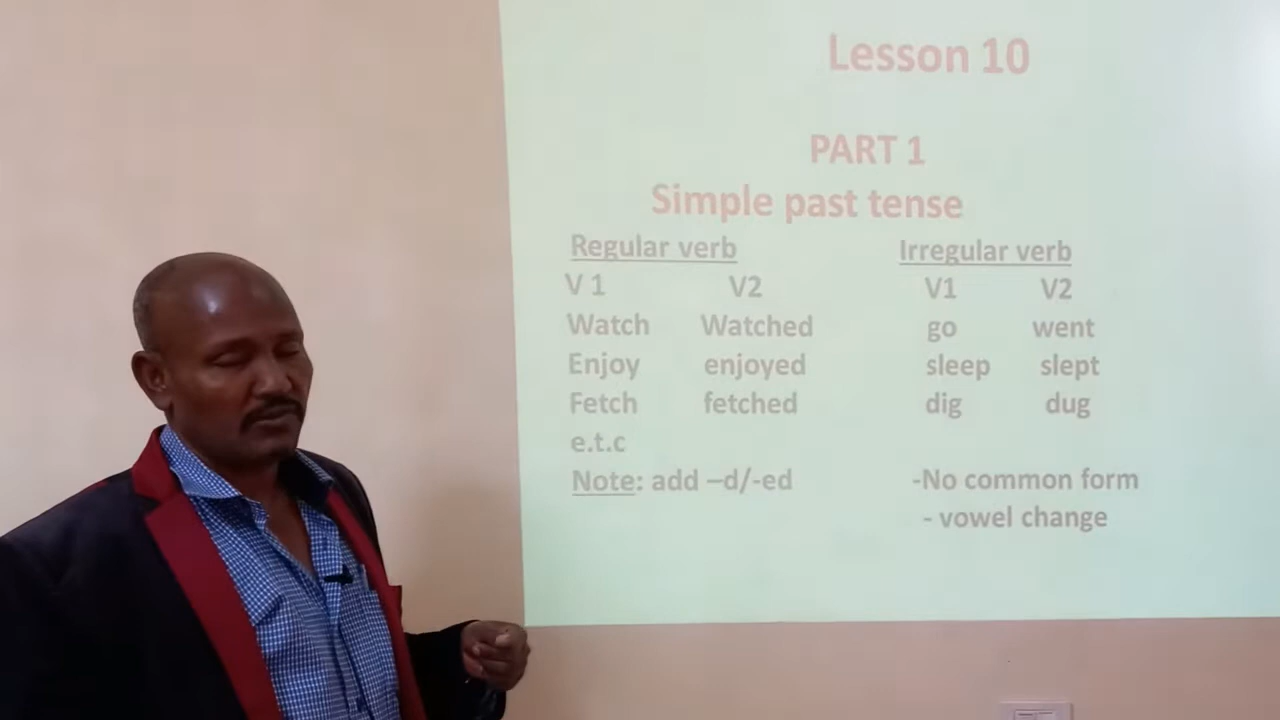 Lesson 10
PART 1
Simple past tense
Regular verb Irregular verb
V 1 V2 V1 V2
Watch Watched go went
Enjoy enjoyed sleep slept
Fetch fetched dig dug
e.t.c
Note: add –d/-ed -No common form
- vowel change